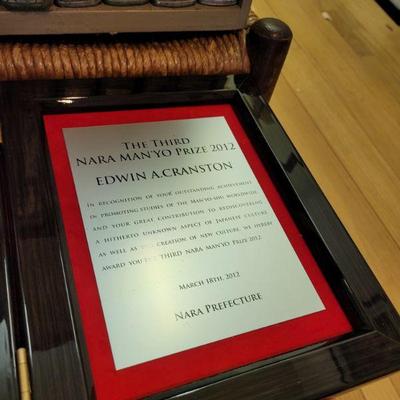 The Third
Nara Man'yo Prize 2012
Edwin A.Cranston
In recognition of your outstanding achievement
in promoting studies of the Man'yo-shu worldwide
and your great contribution to rediscovering
a hitherto unknown aspect of Japanese culture
as well as the creation of new culture, we hereby
award you the third Nara Man'yo Prize 2012
March 18th, 2012
Nara Prefecture